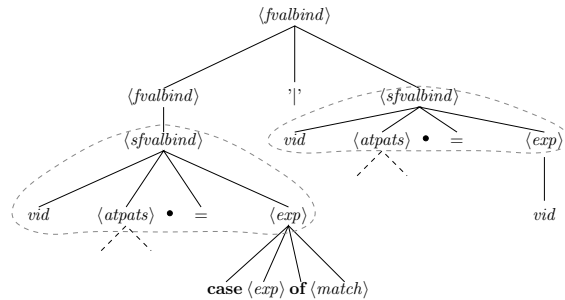 ⟨fvalbind⟩
⟨fvalbind⟩ '|' ⟨sfvalbind⟩
⟨sfvalbind⟩ vid ⟨atpats⟩ • = ⟨exp⟩
vid ⟨atpats⟩ • = ⟨exp⟩ vid
case ⟨exp⟩ of ⟨match⟩